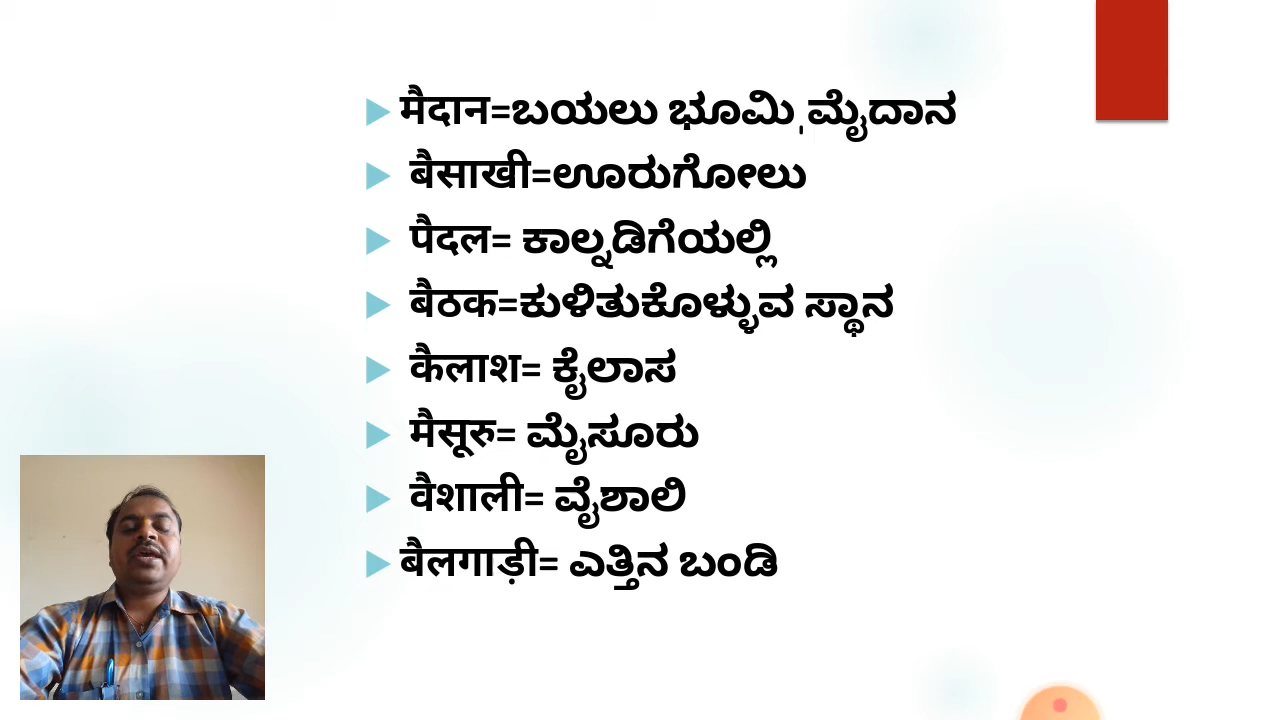 मैदान=ಬಯಲು ಭೂಮಿ,ಮೈದಾನ
बैसाखी=ಊರುಗೋಲು
पैदल= ಕಾಲ್ನಡಿಗೆಯಲ್ಲಿ
बैठक=ಕುಳಿತುಕೊಳ್ಳುವ ಸ್ಥಾನ
कैलाश= ಕೈಲಾಸ
मैसूरु= ಮೈಸೂರು
वैशाली= ವೈಶಾಲಿ
बैलगाड़ी= ಎತ್ತಿನ ಬಂಡಿ